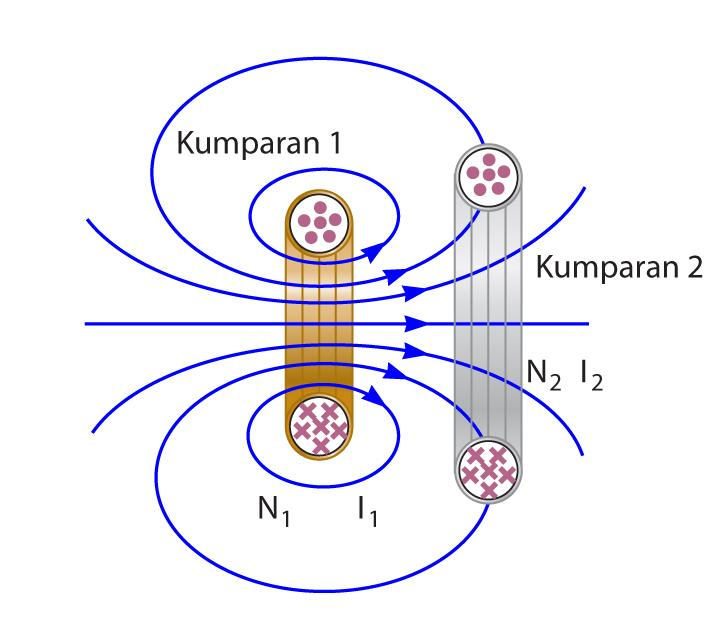 Kumparan 1
Kumparan 2
N₂ I₂
N₁ I₁